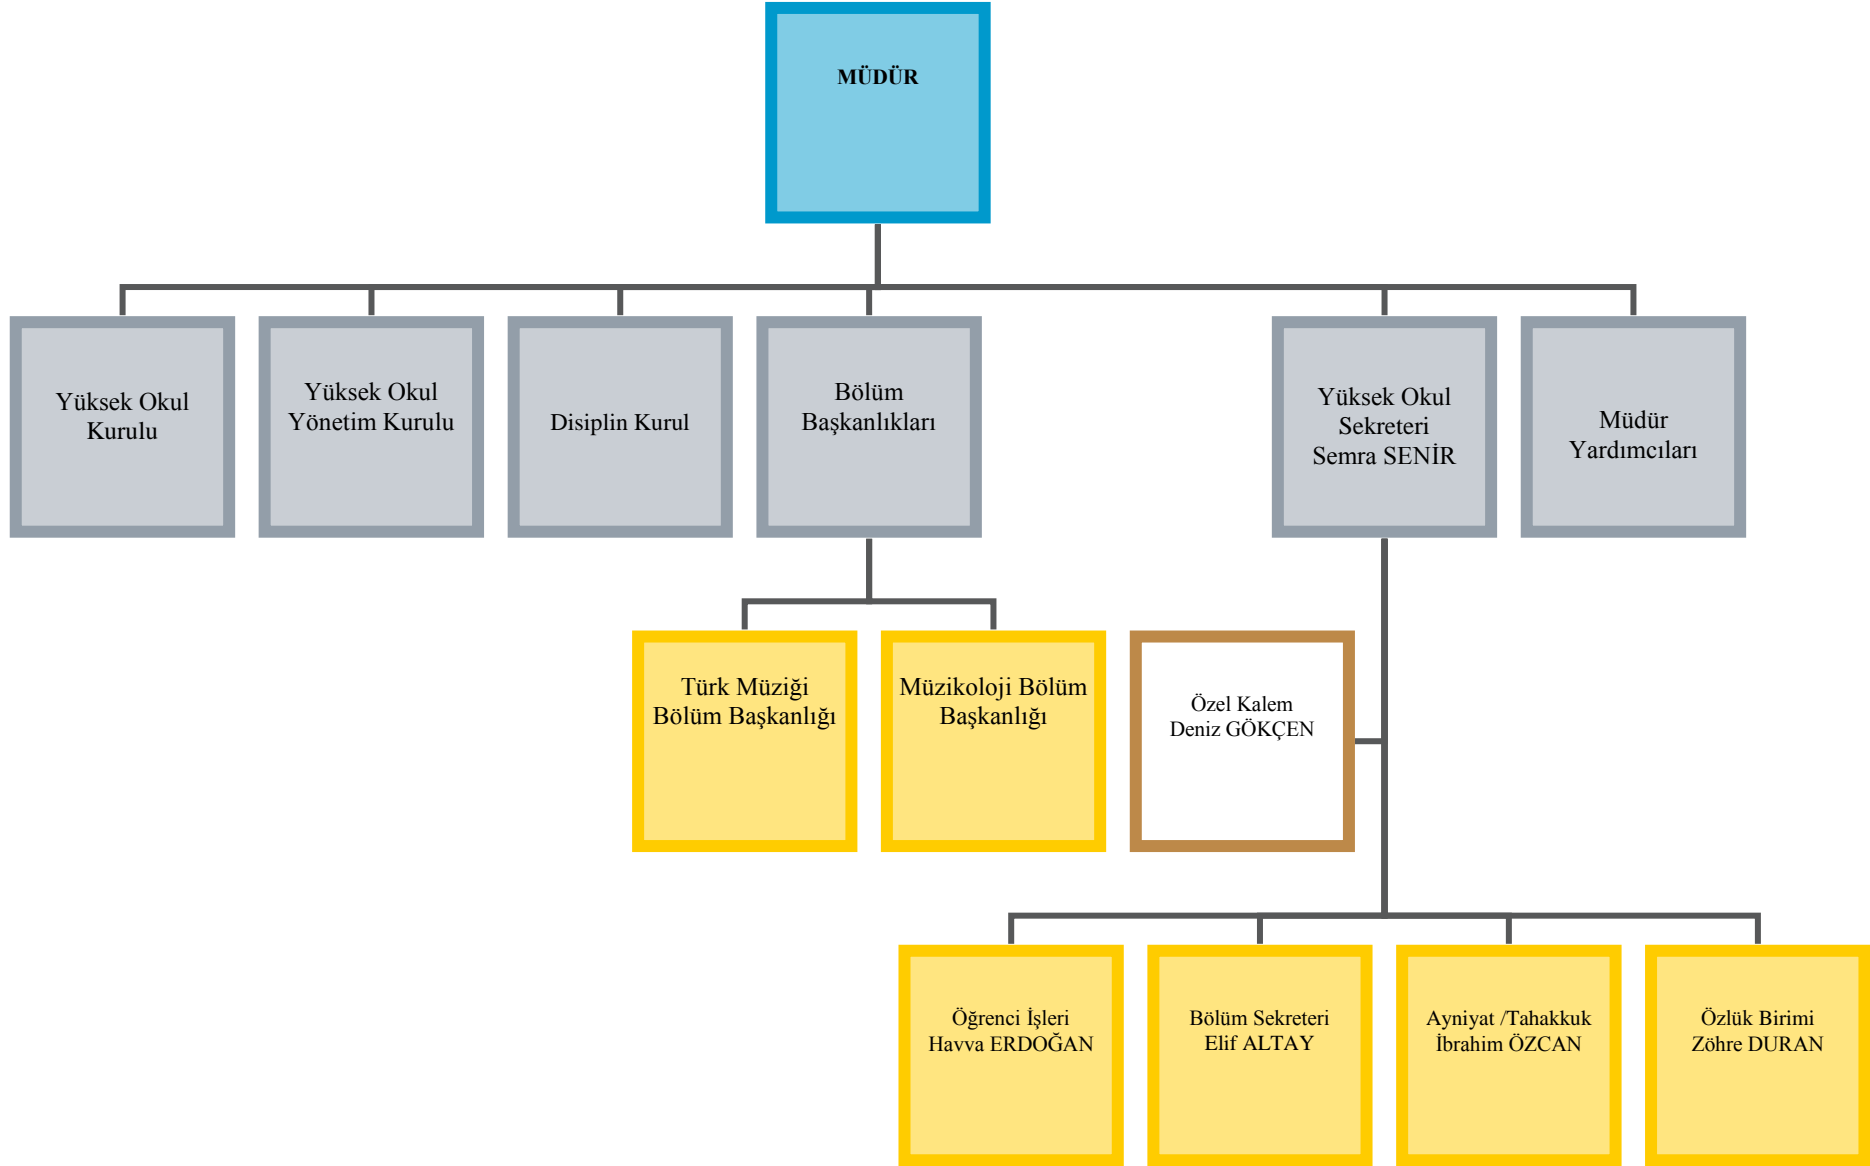 MÜDÜR
Yüksek Okul
Kurulu
Yüksek Okul
Yönetim Kurulu
Disiplin Kurul
Bölüm
Başkanlıkları
Yüksek Okul
Sekreteri
Semra SENİR
Müdür
Yardımcıları
Türk Müziği
Bölüm Başkanlığı
Müzikoloji Bölüm
Başkanlığı
Özel Kalem
Deniz GÖKÇEN
Öğrenci İşleri
Havva ERDOĞAN
Bölüm Sekreteri
Elif ALTAY
Ayniyat /Tahakkuk
İbrahim ÖZCAN
Özlük Birimi
Zöhre DURAN